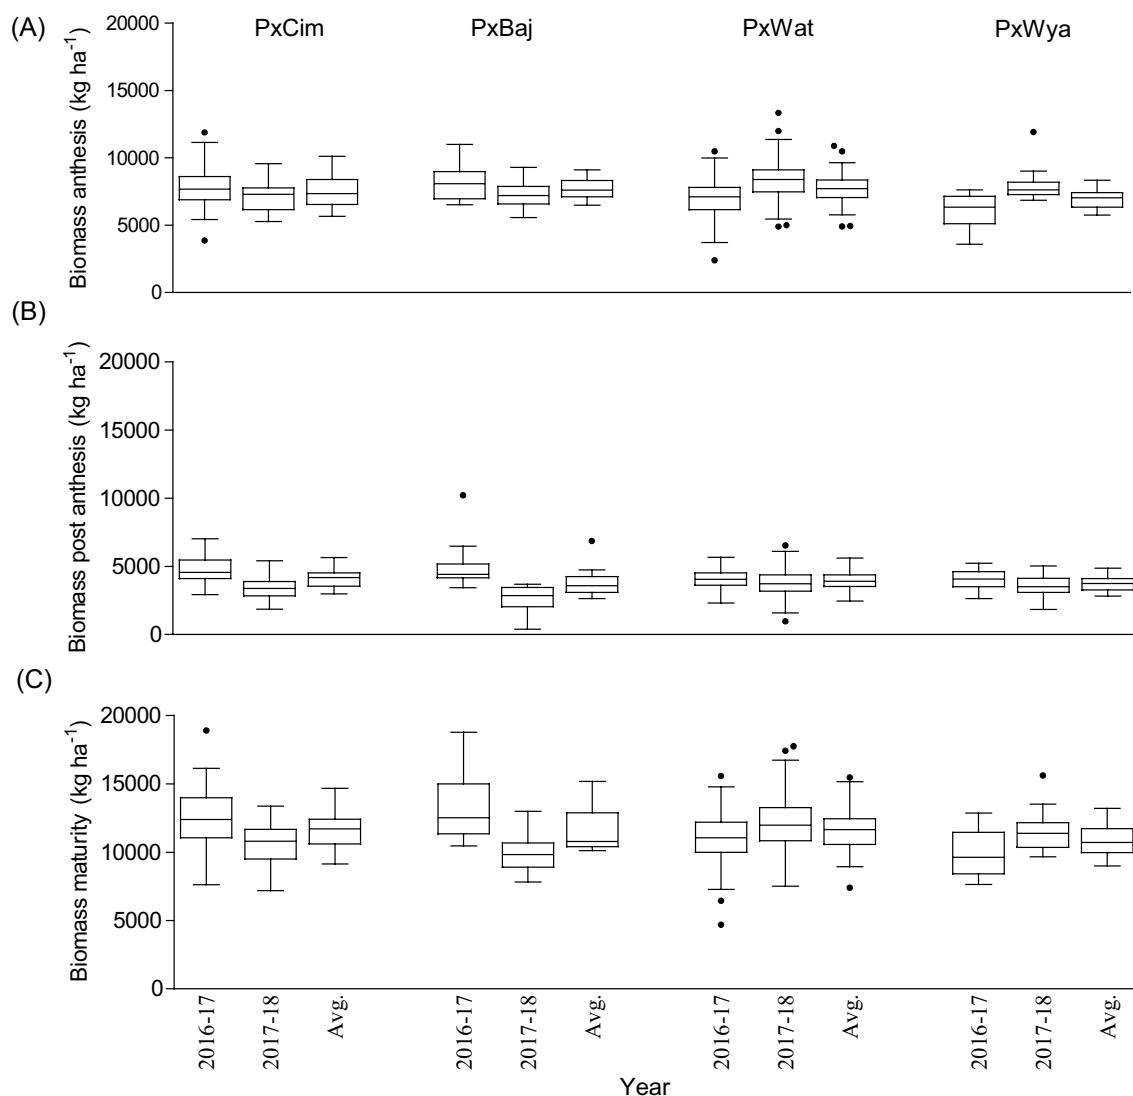 (A)
PxCim PxBaj PxWat PxWya
Biomass anthesis (kg ha⁻¹)
20000
15000
10000
5000
0
(B)
Biomass post anthesis (kg ha⁻¹)
20000
15000
10000
5000
0
(C)
Biomass maturity (kg ha⁻¹)
20000
15000
10000
5000
0
2016-17 2017-18 Avg. 2016-17 2017-18 Avg. 2016-17 2017-18 Avg. 2016-17 2017-18 Avg.
Year